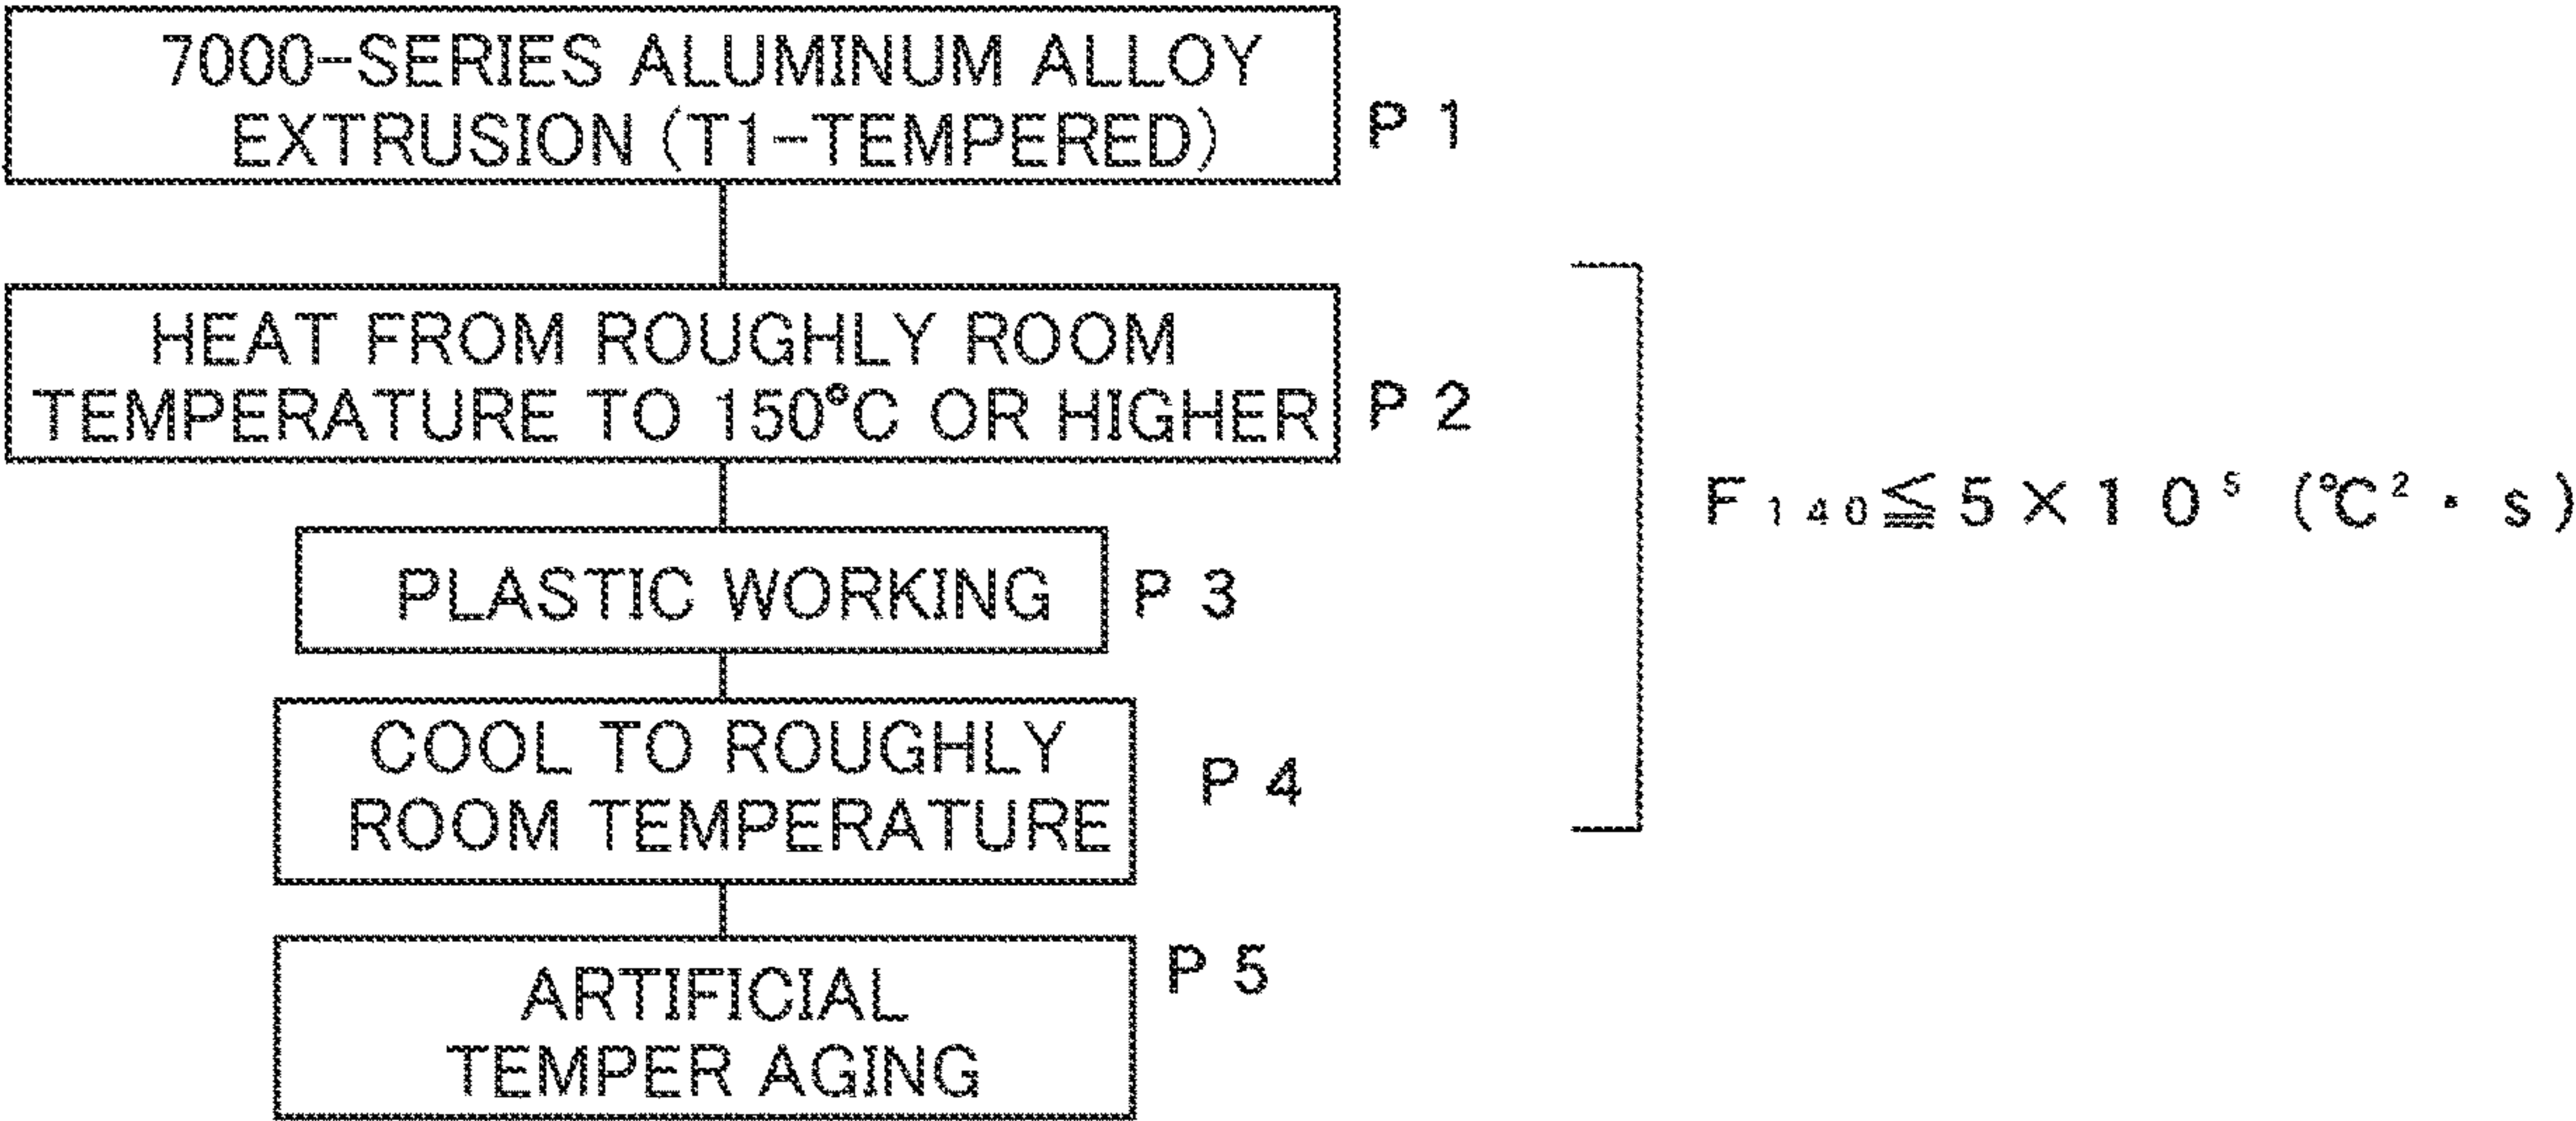 7000-SERIES ALUMINUM ALLOY
EXTRUSION (T1-TEMPERED)
P 1
HEAT FROM ROUGHLY ROOM
TEMPERATURE TO 150°C OR HIGHER
P 2
F₁₄₀≦5×10⁵ (℃²・s)
PLASTIC WORKING
P 3
COOL TO ROUGHLY
ROOM TEMPERATURE
P 4
ARTIFICIAL
TEMPER AGING
P 5